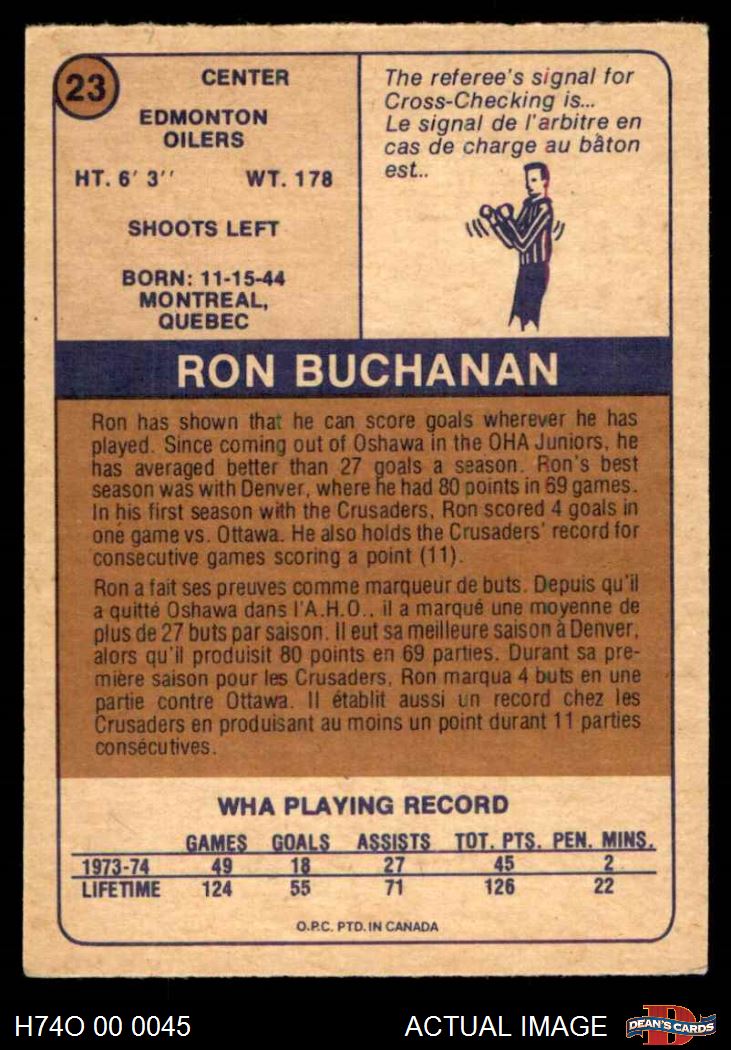 23
CENTER
EDMONTON
OILERS
HT. 6' 3''  WT. 178
SHOOTS LEFT
BORN: 11-15-44
MONTREAL,
QUEBEC
The referee's signal for
Cross-Checking is...
Le signal de l'arbitre en
cas de charge au bâton
est..
RON BUCHANAN
Ron has shown that he can score goals wherever he has
played. Since coming out of Oshawa in the OHA Juniors, he
has averaged better than 27 goals a season. Ron's best
season was with Denver, where he had 80 points in 69 games.
In his first season with the Crusaders, Ron scored 4 goals in
one game vs. Ottawa. He also holds the Crusaders' record for
consecutive games scoring a point (11).
Ron a fait ses preuves comme marqueur de buts. Depuis qu'il
a quitté Oshawa dans l'A.H.O., il a marqué une moyenne de
plus de 27 buts par saison. Il eut sa meilleure saison à Denver,
alors qu'il produisit 80 points en 69 parties. Durant sa pre-
mière saison pour les Crusaders, Ron marqua 4 buts en une
partie contre Ottawa. Il établit aussi un record chez les
Crusaders en produisant au moins un point durant 11 parties
consécutives.
WHA PLAYING RECORD
GAMES GOALS ASSISTS TOT. PTS. PEN. MINS.
1973-74 49 18 27 45 2
LIFETIME 124 55 71 126 22
O.P.C. PTD. IN CANADA
H74O 00 0045 ACTUAL IMAGE
D DEAN'S CARDS